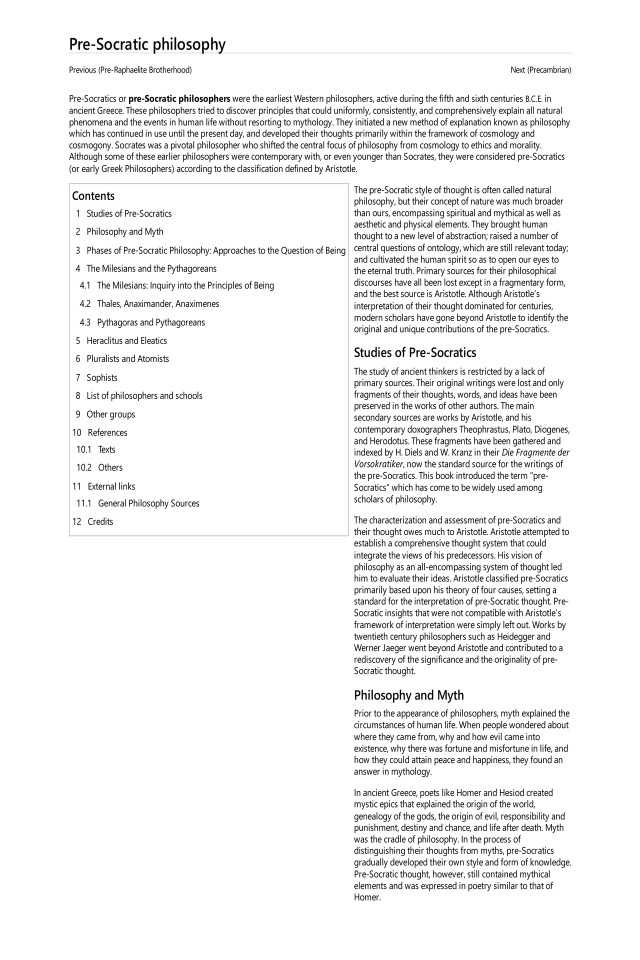 Pre-Socratic philosophy
Previous (Pre-Raphaelite Brotherhood)
Next (Precambrian)
Pre-Socratics or pre-Socratic philosophers were the earliest Western philosophers, active during the fifth and sixth centuries B.C.E. in
ancient Greece. These philosophers tried to discover principles that could uniformly, consistently, and comprehensively explain all natural
phenomena and the events in human life without resorting to mythology. They initiated a new method of explanation known as philosophy
which has continued in use until the present day, and developed their thoughts primarily within the framework of cosmology and
cosmogony. Socrates was a pivotal philosopher who shifted the central focus of philosophy from cosmology to ethics and morality.
Although some of these earlier philosophers were contemporary with, or even younger than Socrates, they were considered pre-Socratics
(or early Greek Philosophers) according to the classification defined by Aristotle.
Contents
1 Studies of Pre-Socratics
2 Philosophy and Myth
3 Phases of Pre-Socratic Philosophy: Approaches to the Question of Being
4 The Milesians and the Pythagoreans
4.1 The Milesians: Inquiry into the Principles of Being
4.2 Thales, Anaximander, Anaximenes
4.3 Pythagoras and Pythagoreans
5 Heraclitus and Eleatics
6 Pluralists and Atomists
7 Sophists
8 List of philosophers and schools
9 Other groups
10 References
10.1 Texts
10.2 Others
11 External links
11.1 General Philosophy Sources
12 Credits
The pre-Socratic style of thought is often called natural
philosophy, but their concept of nature was much broader
than ours, encompassing spiritual and mythical as well as
aesthetic and physical elements. They brought human
thought to a new level of abstraction; raised a number of
central questions of ontology, which are still relevant today;
and cultivated the human spirit so as to open our eyes to
the eternal truth. Primary sources for their philosophical
discourses have all been lost except in a fragmentary form,
and the best source is Aristotle. Although Aristotle's
interpretation of their thought dominated for centuries,
modern scholars have gone beyond Aristotle to identify the
original and unique contributions of the pre-Socratics.
Studies of Pre-Socratics
The study of ancient thinkers is restricted by a lack of
primary sources. Their original writings were lost and only
fragments of their thoughts, words, and ideas have been
preserved in the works of other authors. The main
secondary sources are works by Aristotle, and his
contemporary doxographers Theophrastus, Plato, Diogenes,
and Herodotus. These fragments have been gathered and
indexed by H. Diels and W. Kranz in their Die Fragmente der
Vorsokratiker, now the standard source for the writings of
the pre-Socratics. This book introduced the term "pre-
Socratics" which has come to be widely used among
scholars of philosophy.
The characterization and assessment of pre-Socratics and
their thought owes much to Aristotle. Aristotle attempted to
establish a comprehensive thought system that could
integrate the views of his predecessors. His vision of
philosophy as an all-encompassing system of thought led
him to evaluate their ideas. Aristotle classified pre-Socratics
primarily based upon his theory of four causes, setting a
standard for the interpretation of pre-Socratic thought. Pre-
Socratic insights that were not compatible with Aristotle's
framework of interpretation were simply left out. Works by
twentieth century philosophers such as Heidegger and
Werner Jaeger went beyond Aristotle and contributed to a
rediscovery of the significance and the originality of pre-
Socratic thought.
Philosophy and Myth
Prior to the appearance of philosophers, myth explained the
circumstances of human life. When people wondered about
where they came from, why and how evil came into
existence, why there was fortune and misfortune in life, and
how they could attain peace and happiness, they found an
answer in mythology.
In ancient Greece, poets like Homer and Hesiod created
mystic epics that explained the origin of the world,
genealogy of the gods, the origin of evil, responsibility and
punishment, destiny and chance, and life after death. Myth
was the cradle of philosophy. In the process of
distinguishing their thoughts from myths, pre-Socratics
gradually developed their own style and form of knowledge.
Pre-Socratic thought, however, still contained mythical
elements and was expressed in poetry similar to that of
Homer.